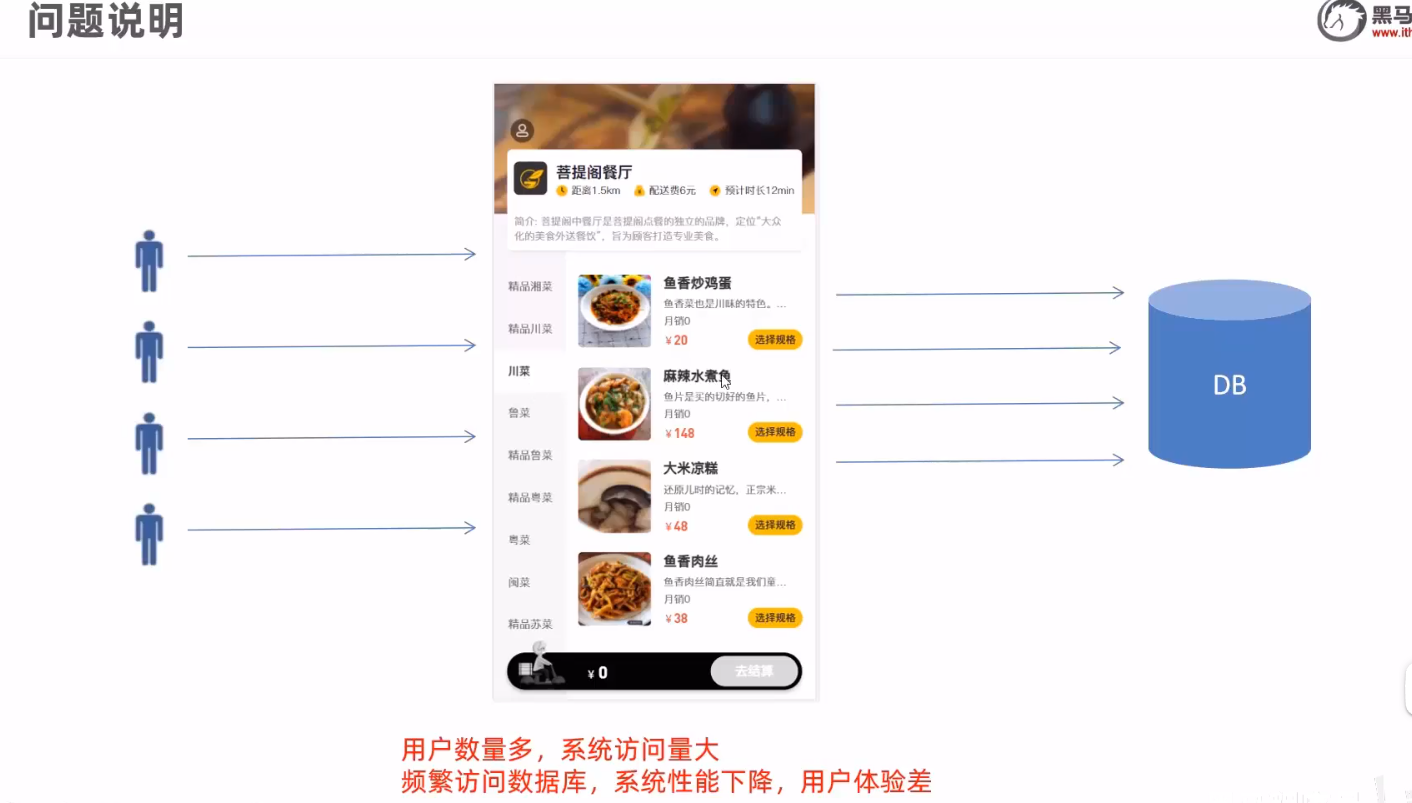 问题说明
黑马
www.ith
菩提阁餐厅
距离1.5km 配送费6元 预计时长12min
简介: 菩提阁中餐厅是菩提阁点餐的独立的品牌，定位“大众
化的美食外送餐饮”，旨为顾客打造专业美食。
精品湘菜
精品川菜
川菜
鲁菜
精品鲁菜
精品粤菜
粤菜
闽菜
精品苏菜
鱼香炒鸡蛋
鱼香菜也是川味的特色。...
月销0
¥20
选择规格
麻辣水煮鱼
鱼片是买的切好的鱼片，...
月销0
¥148
选择规格
大米凉糕
还原儿时的记忆，正宗米...
月销0
¥48
选择规格
鱼香肉丝
鱼香肉丝简直就是我们童...
月销0
¥38
选择规格
¥0
去结算
DB
用户数量多，系统访问量大
频繁访问数据库，系统性能下降，用户体验差